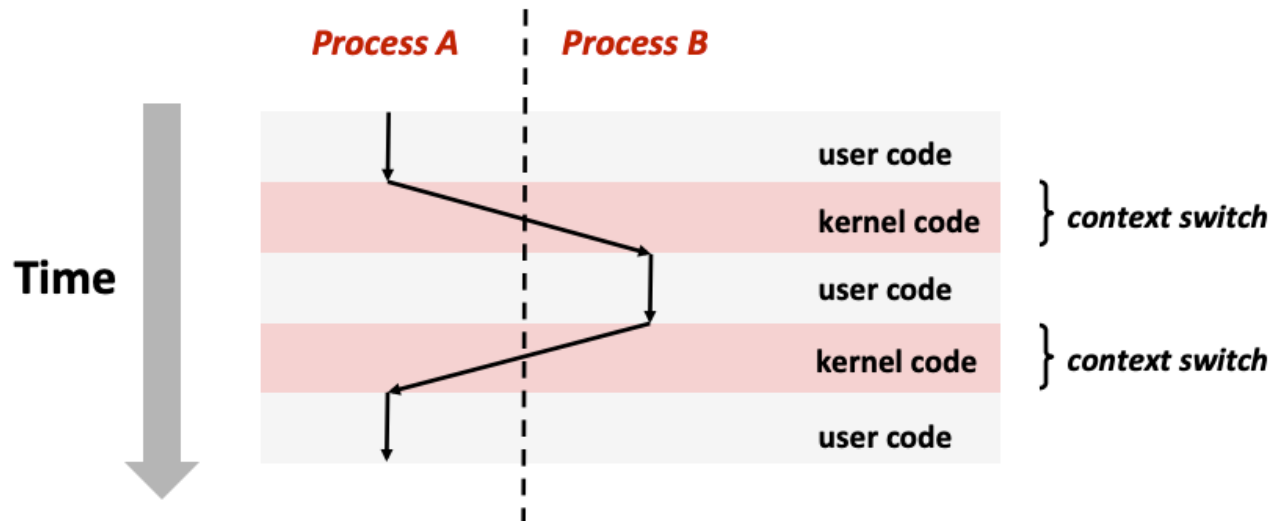 Process A
Process B
user code
kernel code
context switch
Time
user code
kernel code
context switch
user code